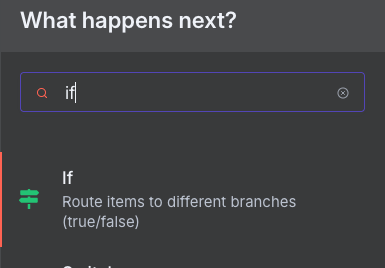 What happens next?
if
If
Route items to different branches
(true/false)